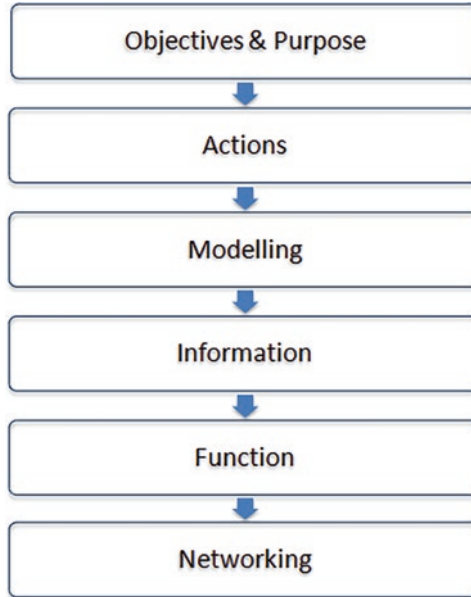 Objectives & Purpose
Actions
Modelling
Information
Function
Networking